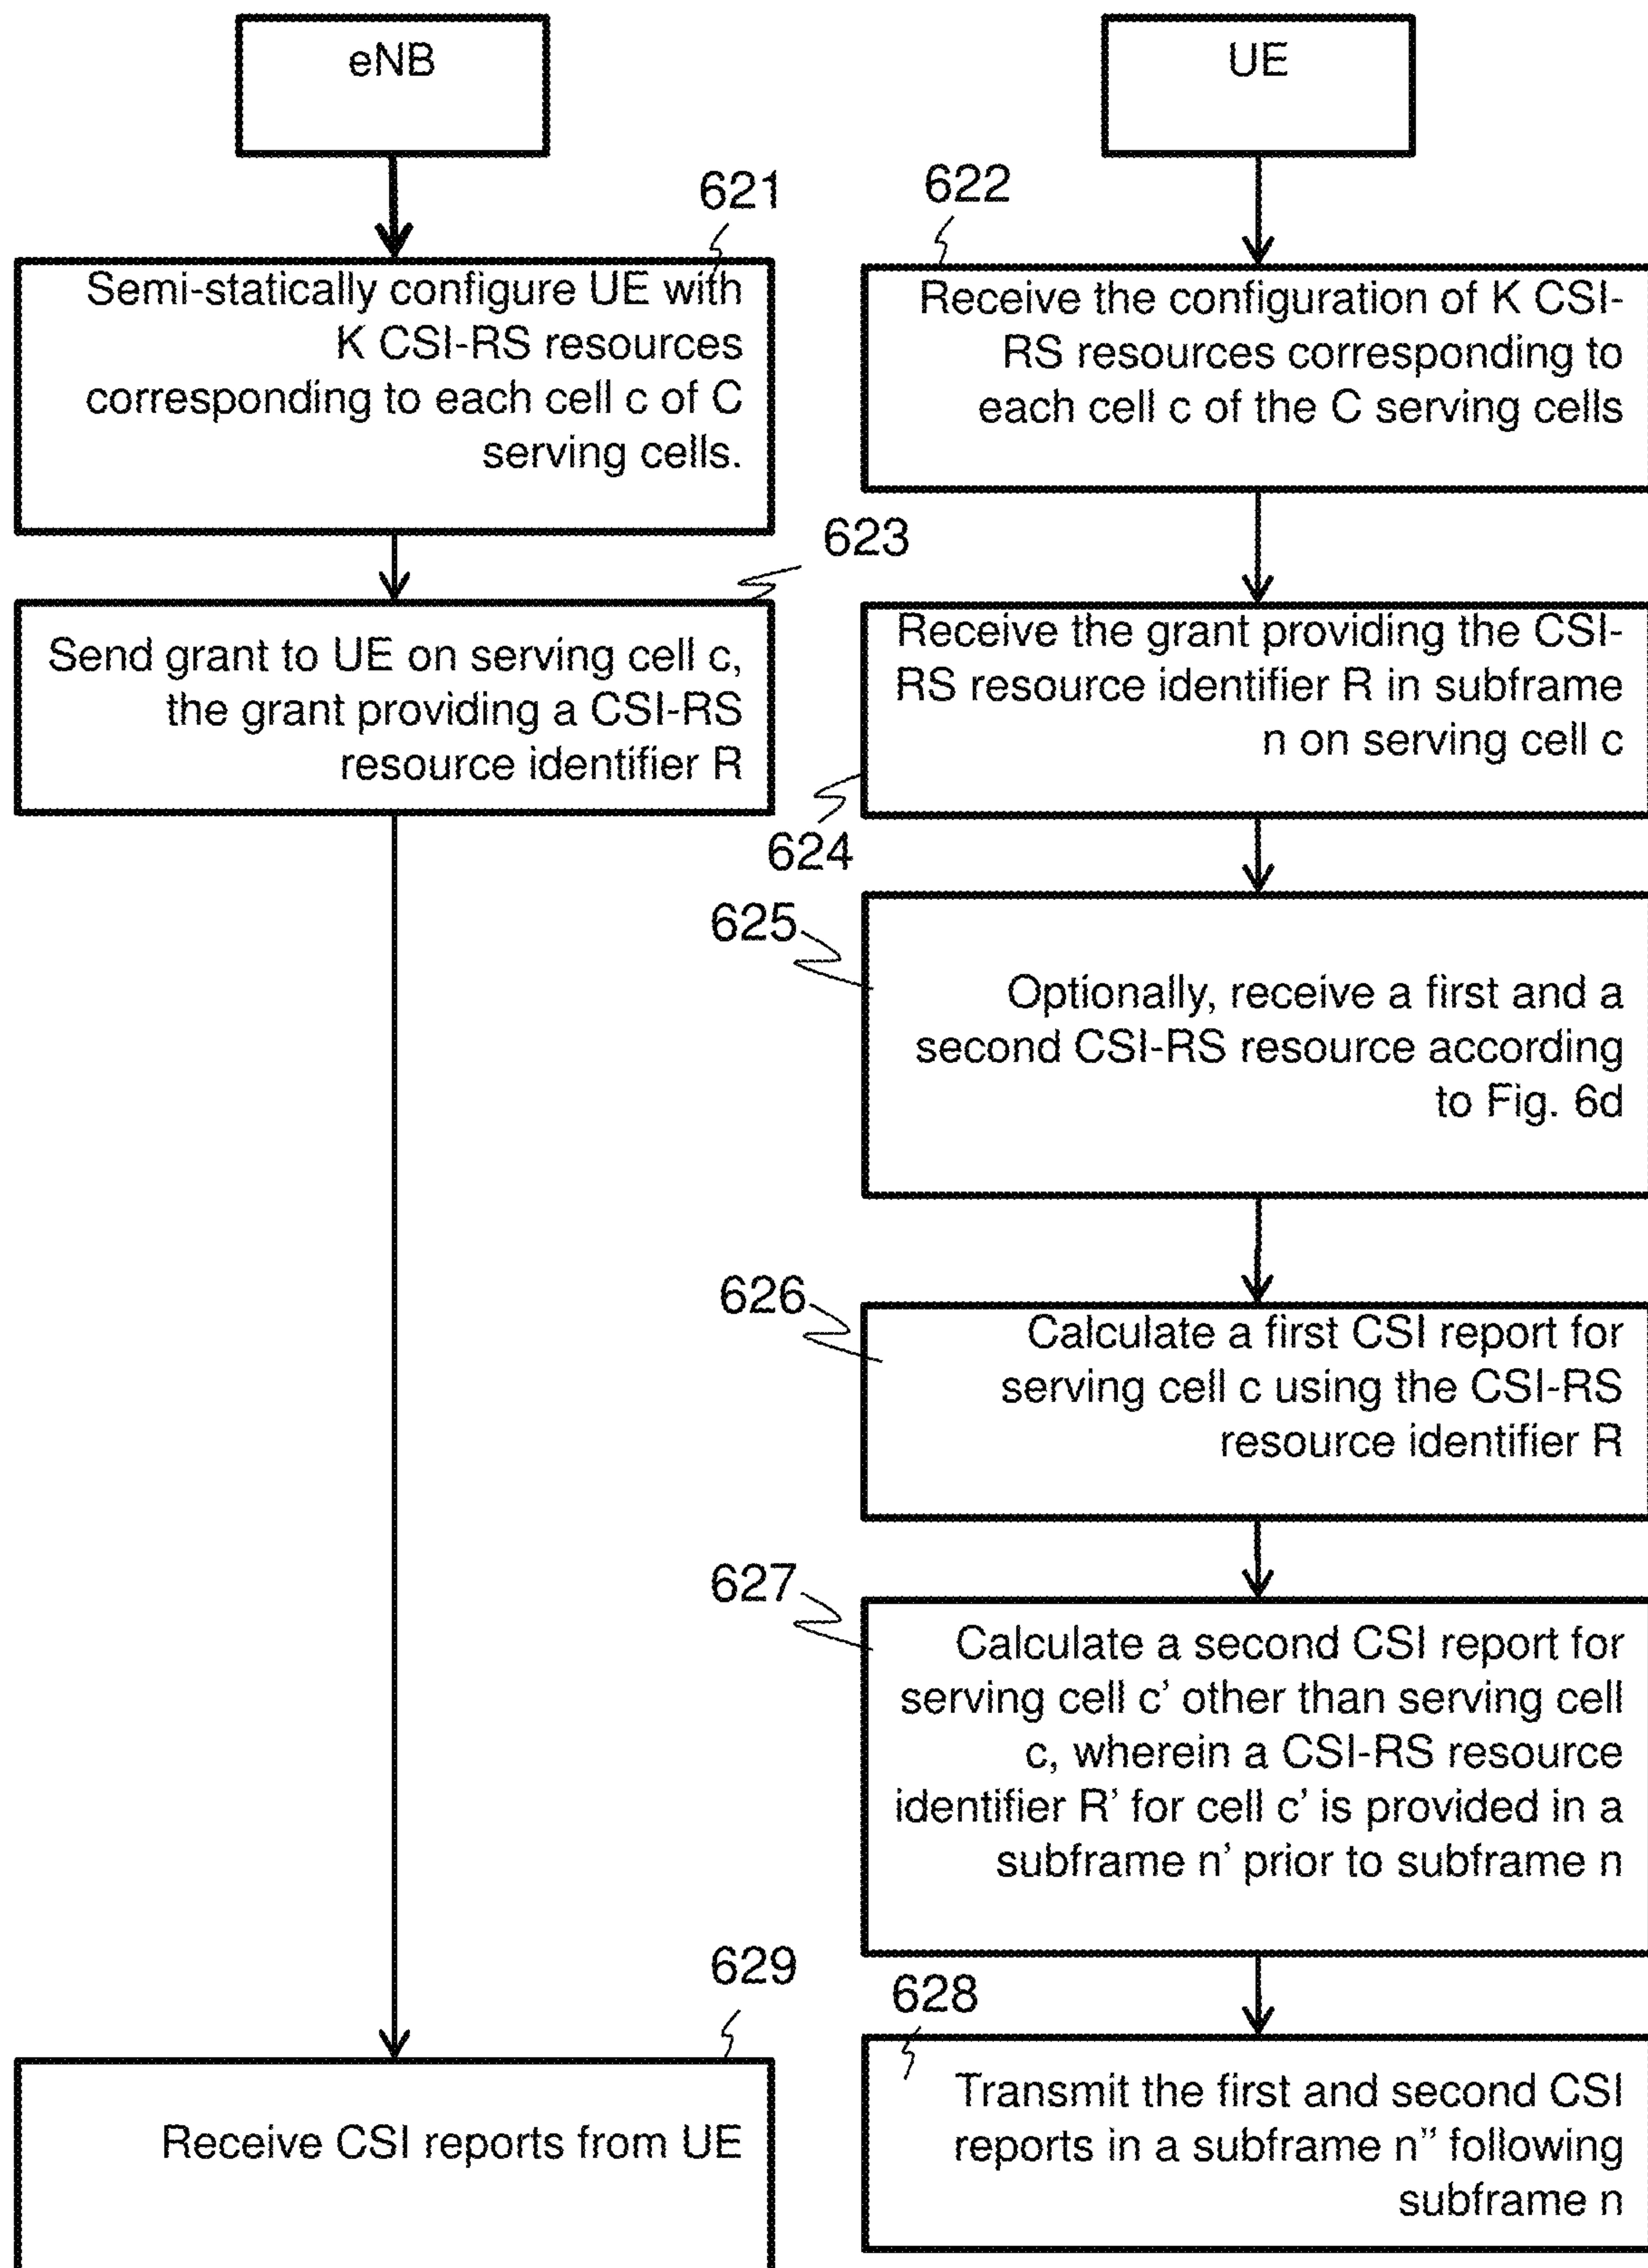 eNB
UE
621
622
Semi-statically configure UE with
K CSI-RS resources
corresponding to each cell c of C
serving cells.
Receive the configuration of K CSI-
RS resources corresponding to
each cell c of the C serving cells
623
Send grant to UE on serving cell c,
the grant providing a CSI-RS
resource identifier R
Receive the grant providing the CSI-
RS resource identifier R in subframe
n on serving cell c
624
625
Optionally, receive a first and a
second CSI-RS resource according
to Fig. 6d
626
Calculate a first CSI report for
serving cell c using the CSI-RS
resource identifier R
627
Calculate a second CSI report for
serving cell c’ other than serving cell
c, wherein a CSI-RS resource
identifier R’ for cell c’ is provided in a
subframe n’ prior to subframe n
629
628
Receive CSI reports from UE
Transmit the first and second CSI
reports in a subframe n” following
subframe n